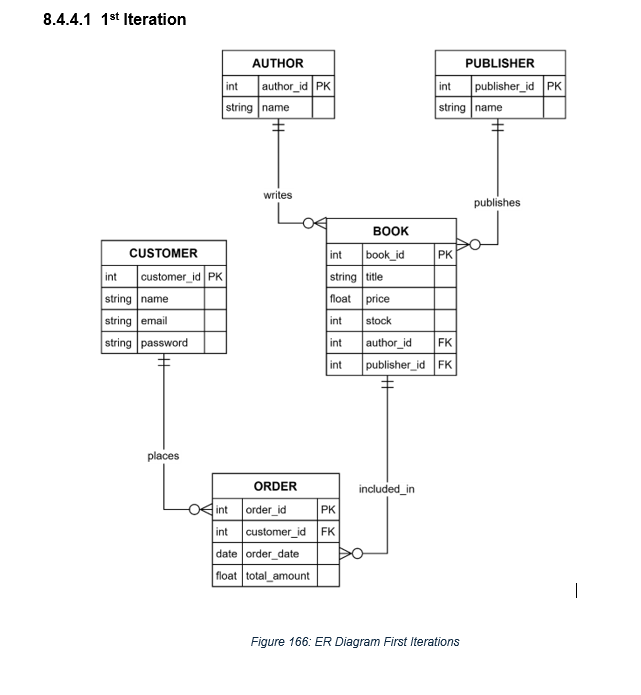 8.4.4.1 1st Iteration
AUTHOR
int author_id PK
string name
PUBLISHER
int publisher_id PK
string name
writes
publishes
BOOK
int book_id PK
string title
float price
int stock
int author_id FK
int publisher_id FK
CUSTOMER
int customer_id PK
string name
string email
string password
places
included_in
ORDER
int order_id PK
int customer_id FK
date order_date
float total_amount
Figure 166: ER Diagram First Iterations